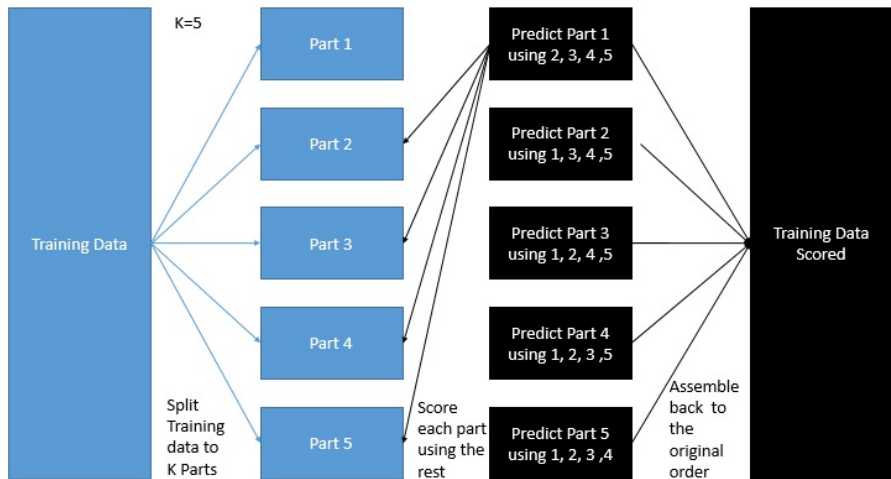 K=5
Training Data
Split
Training
data to
K Parts
Part 1
Part 2
Part 3
Part 4
Part 5
Score
each part
using the
rest
Predict Part 1
using 2, 3, 4 ,5
Predict Part 2
using 1, 3, 4 ,5
Predict Part 3
using 1, 2, 4 ,5
Predict Part 4
using 1, 2, 3 ,5
Predict Part 5
using 1, 2, 3 ,4
Assemble
back to
the
original
order
Training Data
Scored